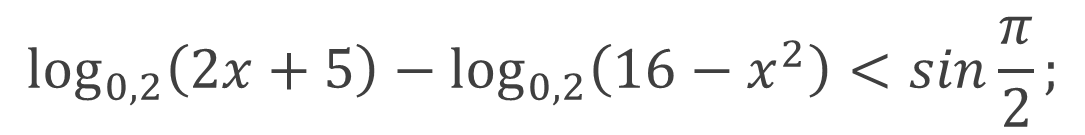 log₀,₂(2x + 5) − log₀,₂(16 − x²) < sin π/2;